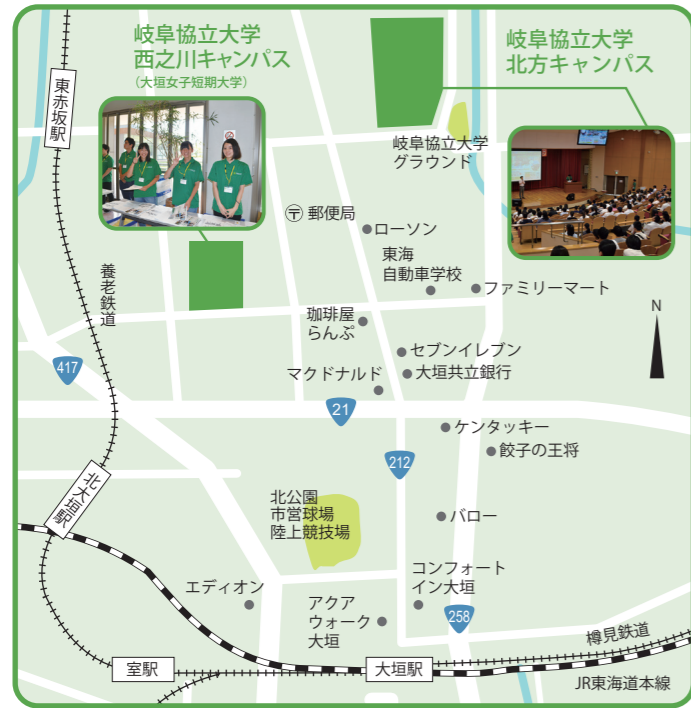 岐阜協立大学
西之川キャンパス
(大垣女子短期大学)
岐阜協立大学
北方キャンパス
東赤坂駅
岐阜協立大学
グラウンド
〒 郵便局
ローソン
東海
自動車学校
ファミリーマート
養老鉄道
珈琲屋
らんぷ
N
セブンイレブン
大垣共立銀行
マクドナルド
417
21
ケンタッキー
212
餃子の王将
北大垣駅
北公園
市営球場
陸上競技場
バロー
エディオン
コンフォート
イン大垣
アクア
ウォーク
大垣
258
樽見鉄道
室駅
大垣駅
JR東海道本線